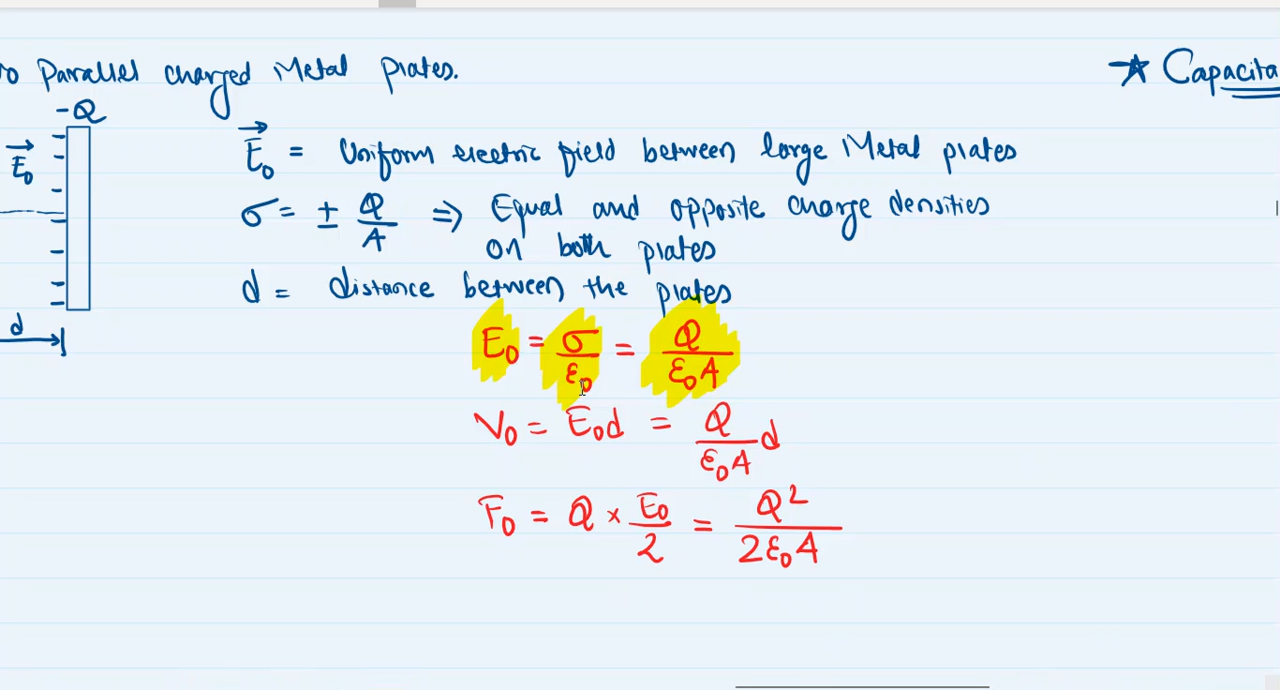 Parallel charged Metal plates.
★ Capacita
-Q
E₀ = Uniform electric field between large Metal plates
E₀
σ = ± Q/A ⇒ Equal and opposite charge densities
on both plates
d = distance between the plates
d
E₀ = σ/ε₀ = Q/ε₀A
V₀ = E₀d = Q/ε₀A d
F₀ = Q × E₀/2 = Q²/2ε₀A